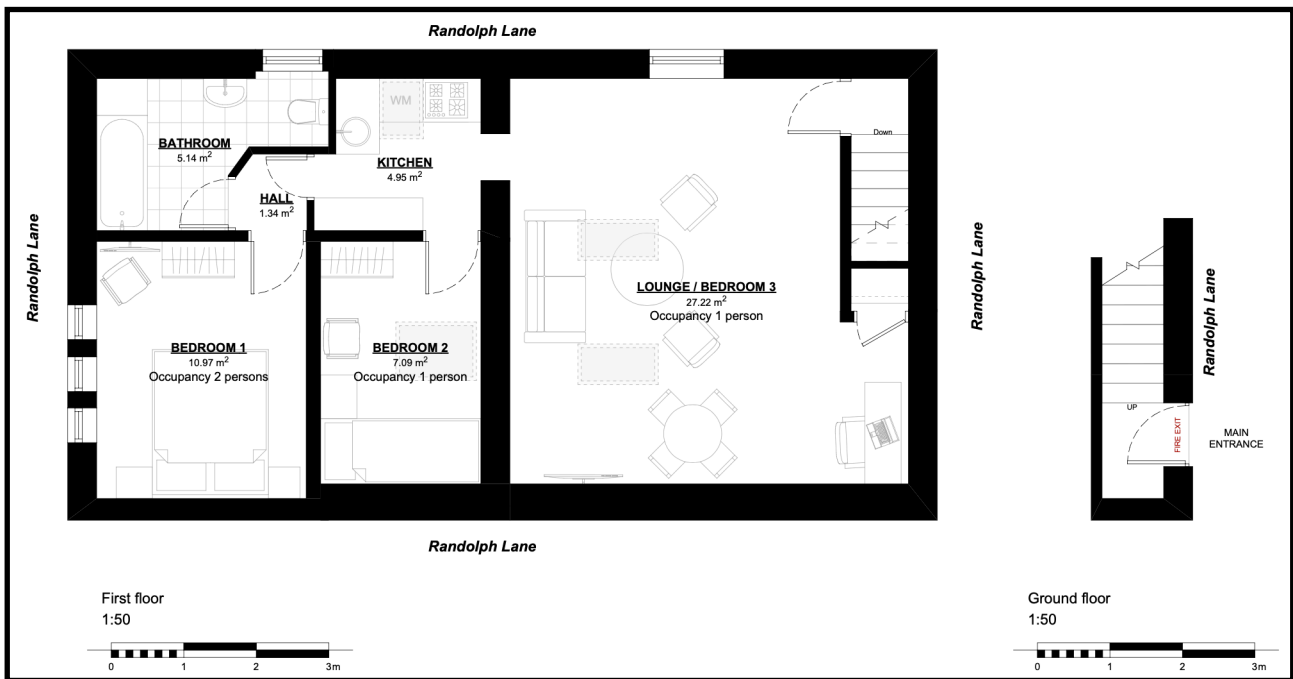 Randolph Lane
WM
BATHROOM
5.14 m²
KITCHEN
4.95 m²
HALL
1.34 m²
Down
Randolph Lane
Randolph Lane
LOUNGE / BEDROOM 3
27.22 m²
Occupancy 1 person
BEDROOM 1
10.97 m²
Occupancy 2 persons
BEDROOM 2
7.09 m²
Occupancy 1 person
Randolph Lane
UP
FIRE EXIT
MAIN
ENTRANCE
Randolph Lane
First floor
1:50
0 1 2 3m
Ground floor
1:50
0 1 2 3m